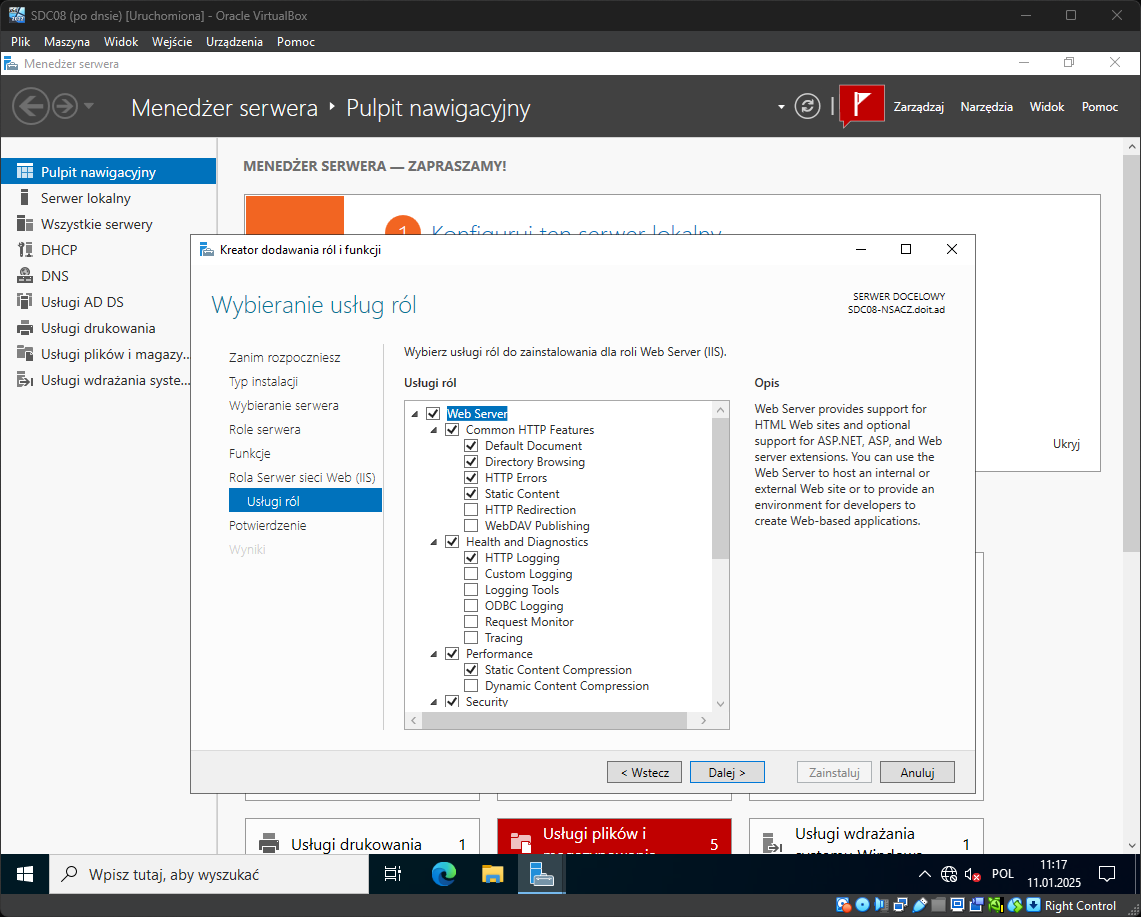 SDC08 (po dnsie) [Uruchomiona] - Oracle VirtualBox
Plik Maszyna Widok Wejście Urządzenia Pomoc
Menedżer serwera
Menedżer serwera Pulpit nawigacyjny
Zarządzaj Narzędzia Widok Pomoc
Pulpit nawigacyjny
Serwer lokalny
Wszystkie serwery
DHCP
DNS
Usługi AD DS
Usługi drukowania
Usługi plików i magazy...
Usługi wdrażania syste...
MENEDŻER SERWERA — ZAPRASZAMY!
1 Konfiguruj ten serwer lokalny
Ukryj
Kreator dodawania ról i funkcji
Wybieranie usług ról
SERWER DOCELOWY
SDC08-NSACZ.doit.ad
Zanim rozpoczniesz
Typ instalacji
Wybieranie serwera
Role serwera
Funkcje
Rola Serwer sieci Web (IIS)
Usługi ról
Potwierdzenie
Wyniki
Wybierz usługi ról do zainstalowania dla roli Web Server (IIS).
Usługi ról
Web Server
Common HTTP Features
Default Document
Directory Browsing
HTTP Errors
Static Content
HTTP Redirection
WebDAV Publishing
Health and Diagnostics
HTTP Logging
Custom Logging
Logging Tools
ODBC Logging
Request Monitor
Tracing
Performance
Static Content Compression
Dynamic Content Compression
Security
Opis
Web Server provides support for
HTML Web sites and optional
support for ASP.NET, ASP, and Web
server extensions. You can use the
Web Server to host an internal or
external Web site or to provide an
environment for developers to
create Web-based applications.
< Wstecz Dalej > Zainstaluj Anuluj
Usługi drukowania 1
Usługi plików i
magazynowania 5
Usługi wdrażania
systemu Windows 1
Wpisz tutaj, aby wyszukać
POL
11:17
11.01.2025
Right Control